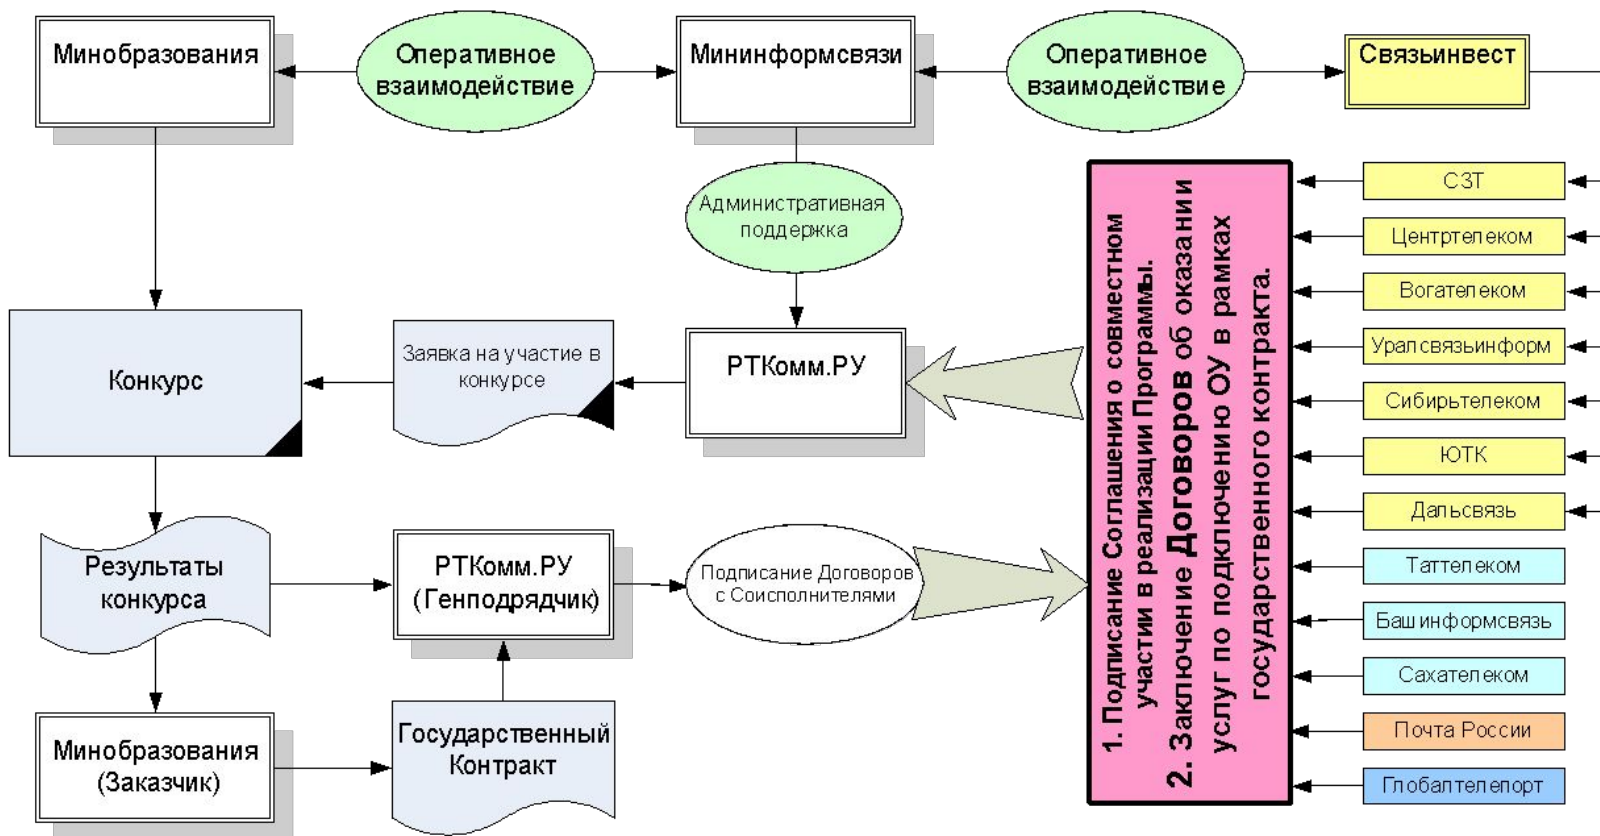 Минобразования
Оперативное
взаимодействие
Мининформсвязи
Оперативное
взаимодействие
Связьинвест
Административная
поддержка
Конкурс
Заявка на участие в
конкурсе
РТКомм.РУ
1. Подписание Соглашения о совместном
участии в реализации Программы.
2. Заключение Договоров об оказании
услуг по подключению ОУ в рамках
государственного контракта.
СЗТ
Центртелеком
Вогателеком
Уралсвязьинформ
Сибирьтелеком
ЮТК
Дальсвязь
Таттелеком
Башинформсвязь
Сахателеком
Почта России
Глобалтелепорт
Результаты
конкурса
РТКомм.РУ
(Генподрядчик)
Подписание Договоров
с Соисполнителями
Минобразования
(Заказчик)
Государственный
Контракт